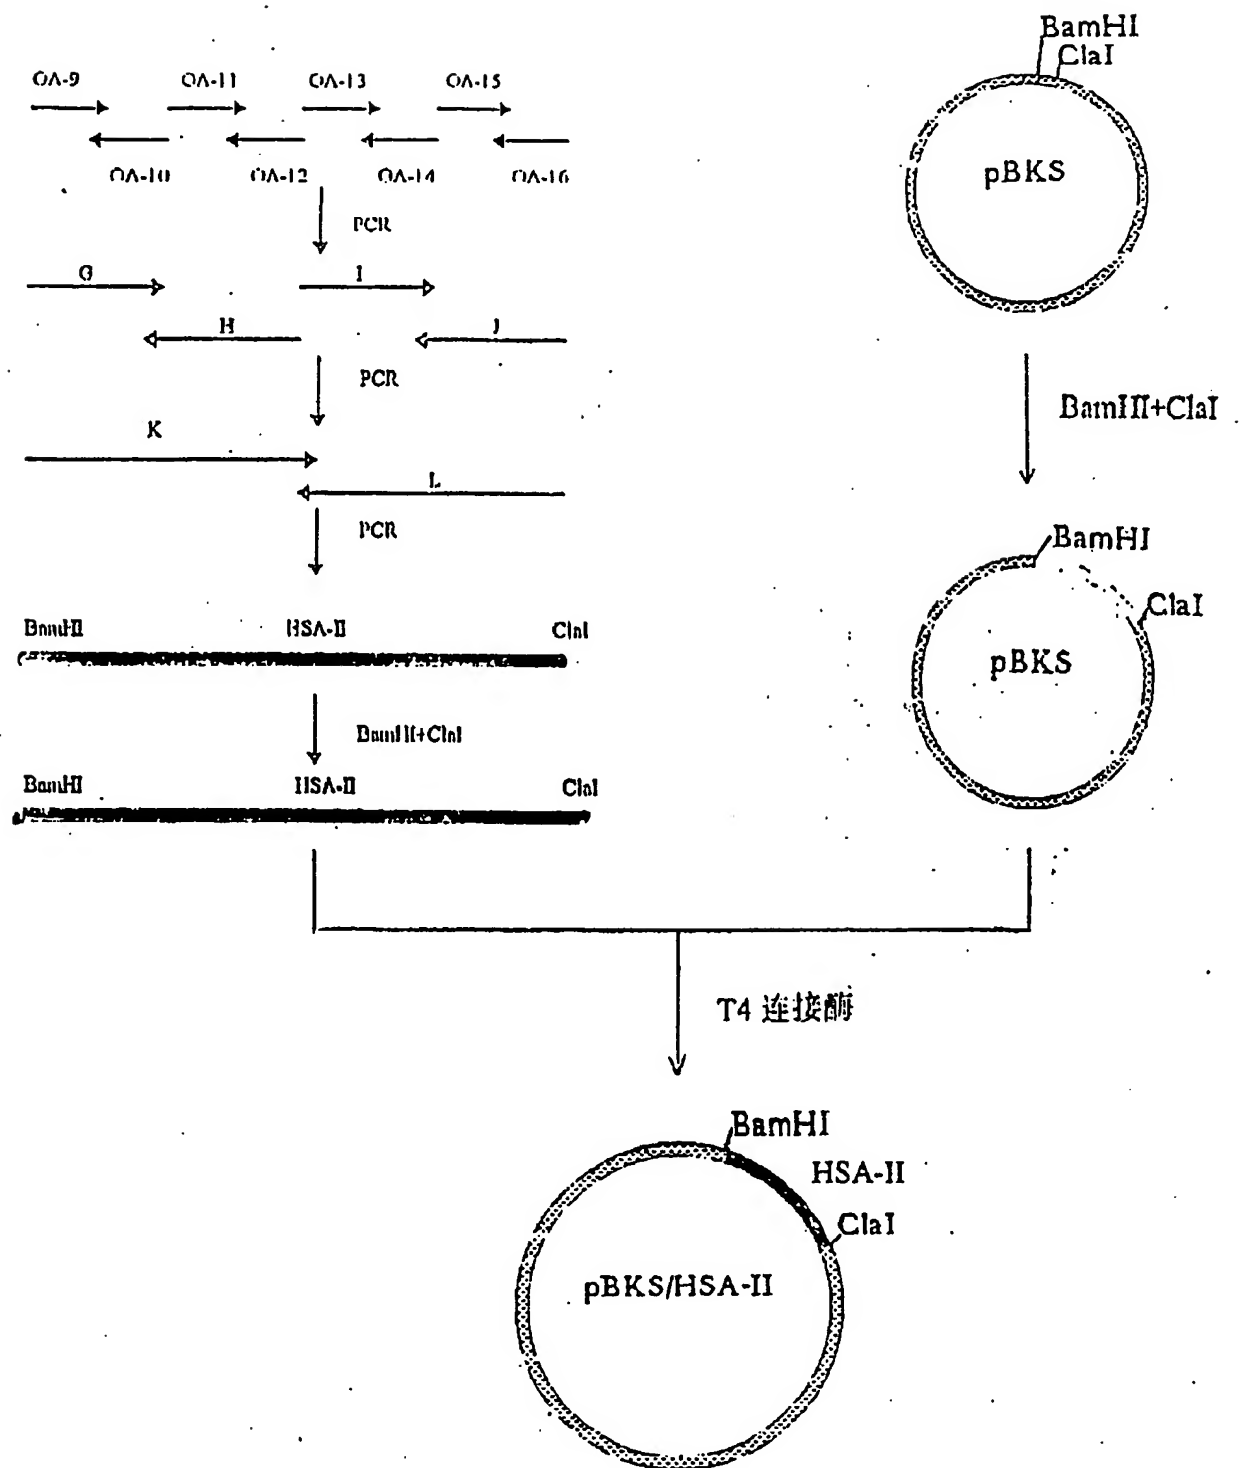 OA-9 OA-11 OA-13 OA-15
OA-10 OA-12 OA-14 OA-16
PCR
G I
H J
PCR
K
L
PCR
BamHI HSA-II ClaI
BamHI+ClaI
BamHI HSA-II ClaI
BamHI
ClaI
pBKS
BamHI+ClaI
BamHI
ClaI
pBKS
T4 连接酶
BamHI
HSA-II
ClaI
pBKS/HSA-II